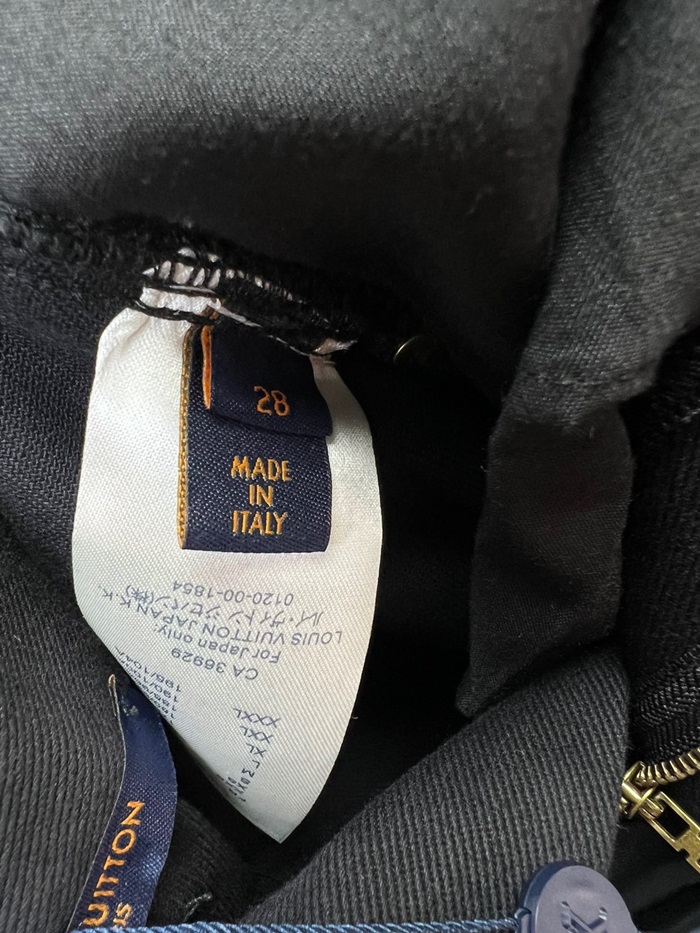 28
MADE
IN
ITALY
XXXL
XXL
XL
L
M
CA 36929
For Japan only:
LOUIS VUITTON JAPAN K.K.
ルイ・ヴィトン ジャパン(株)
0120-00-1854
UITTON